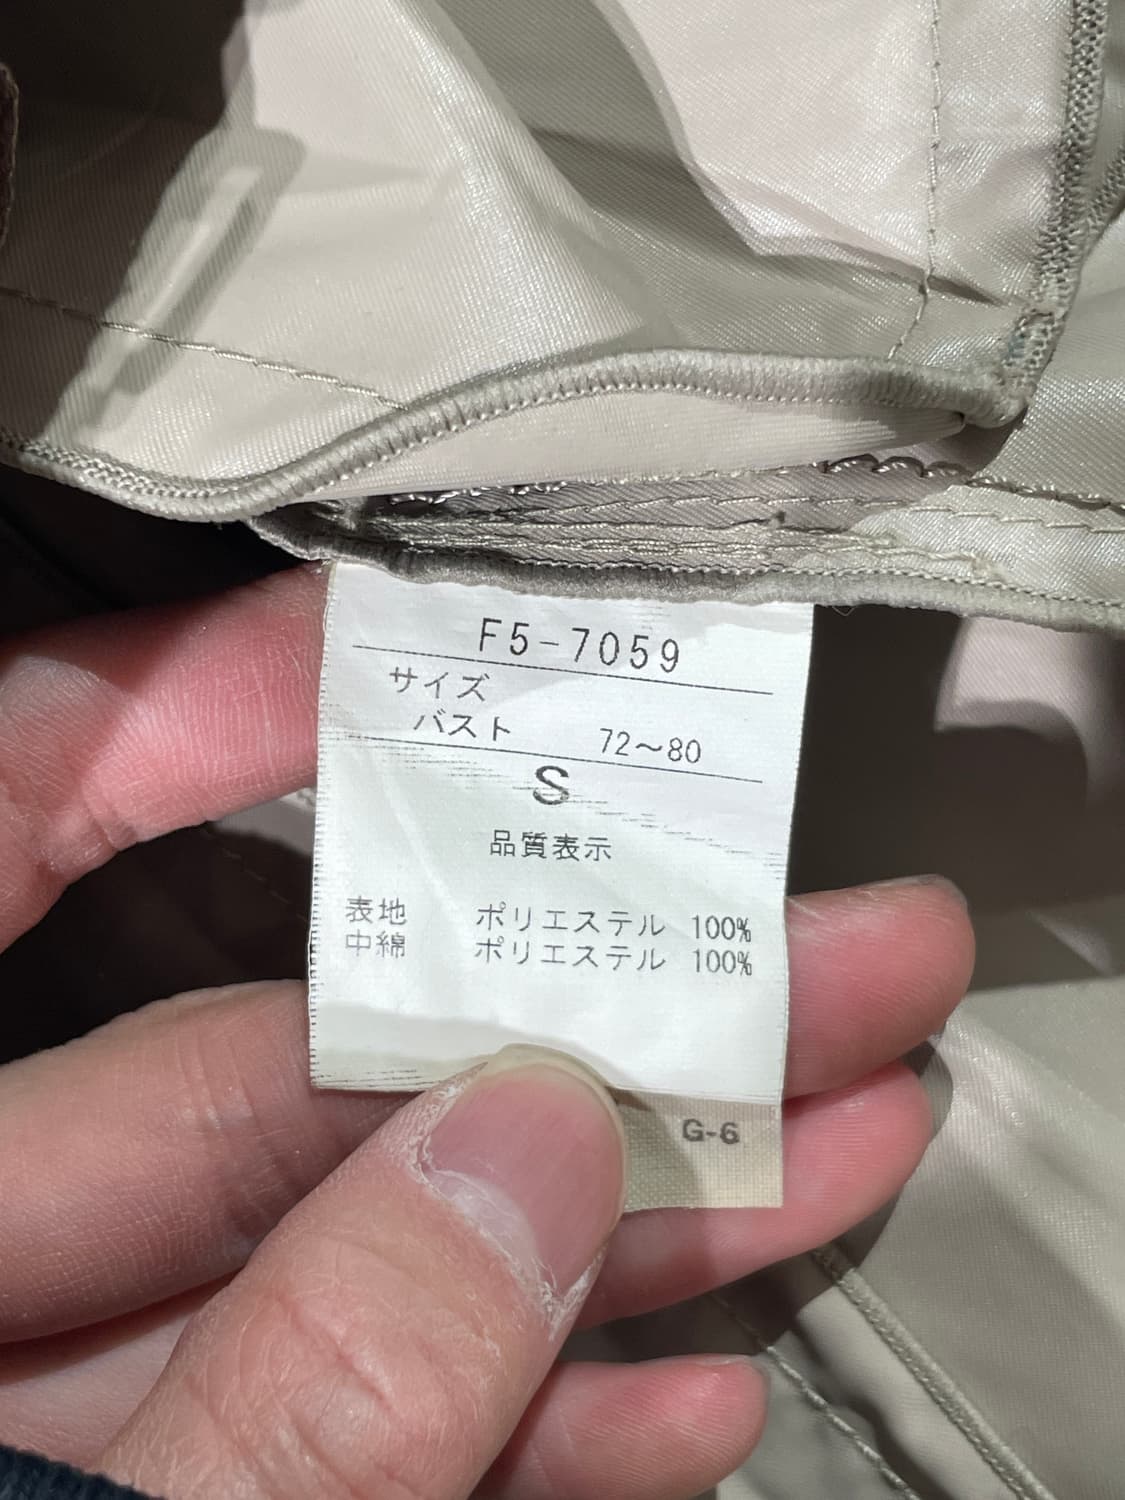 F5-7059
サイズ
バスト 72～80
S
品質表示
表地 ポリエステル 100%
中綿 ポリエステル 100%
G-6